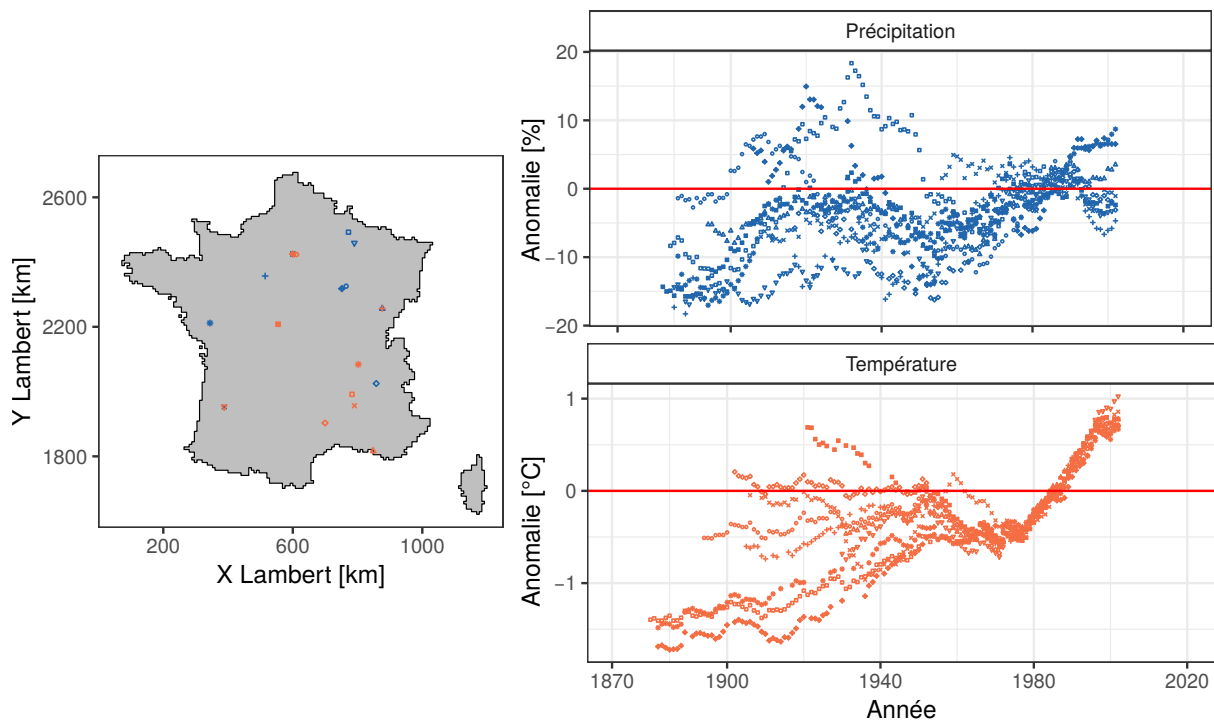 2600
2200
1800
Y Lambert [km]
200
600
1000
X Lambert [km]
Précipitation
20
10
0
−10
−20
Anomalie [%]
Température
1
0
−1
Anomalie [°C]
1870
1900
1940
1980
2020
Année